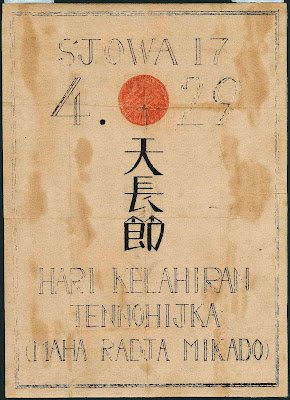 SJOWA 17
4. 29
天長節
HARI KELAHIRAN
TENNOHIJKA
(MAHA RADJA MIKADO)